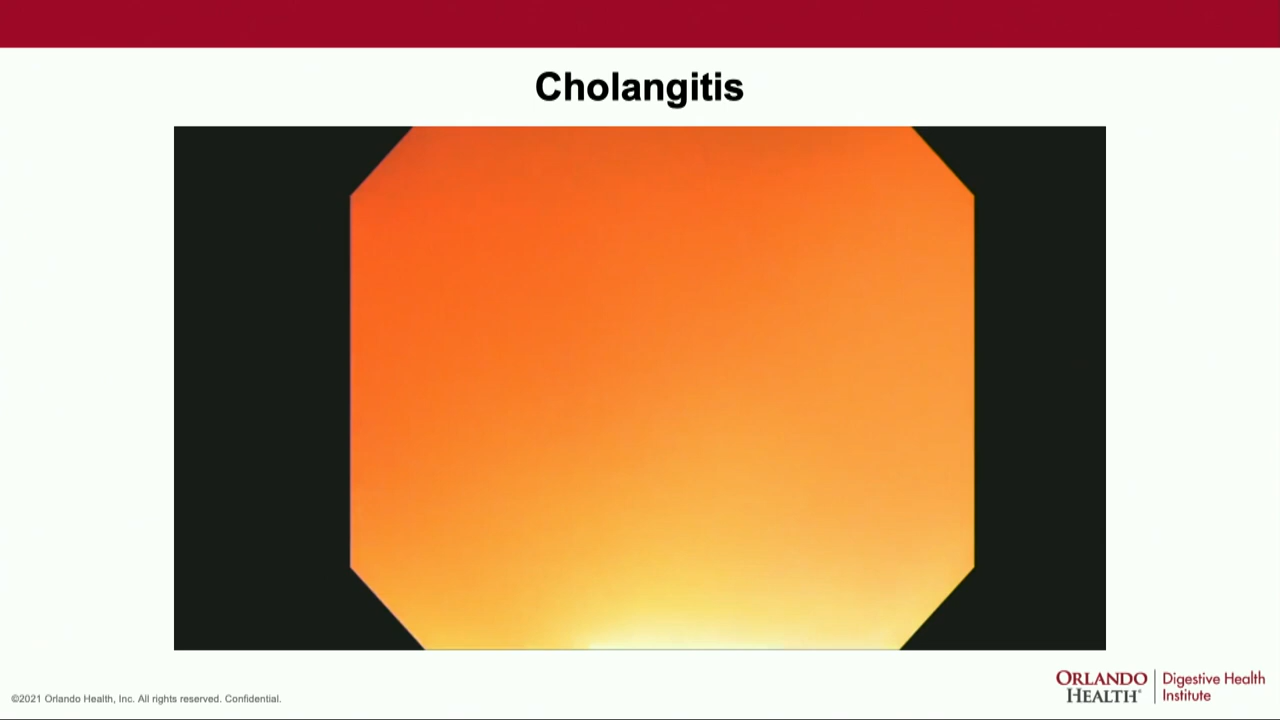 Cholangitis
©2021 Orlando Health, Inc. All rights reserved. Confidential.
ORLANDO HEALTH®
Digestive Health Institute